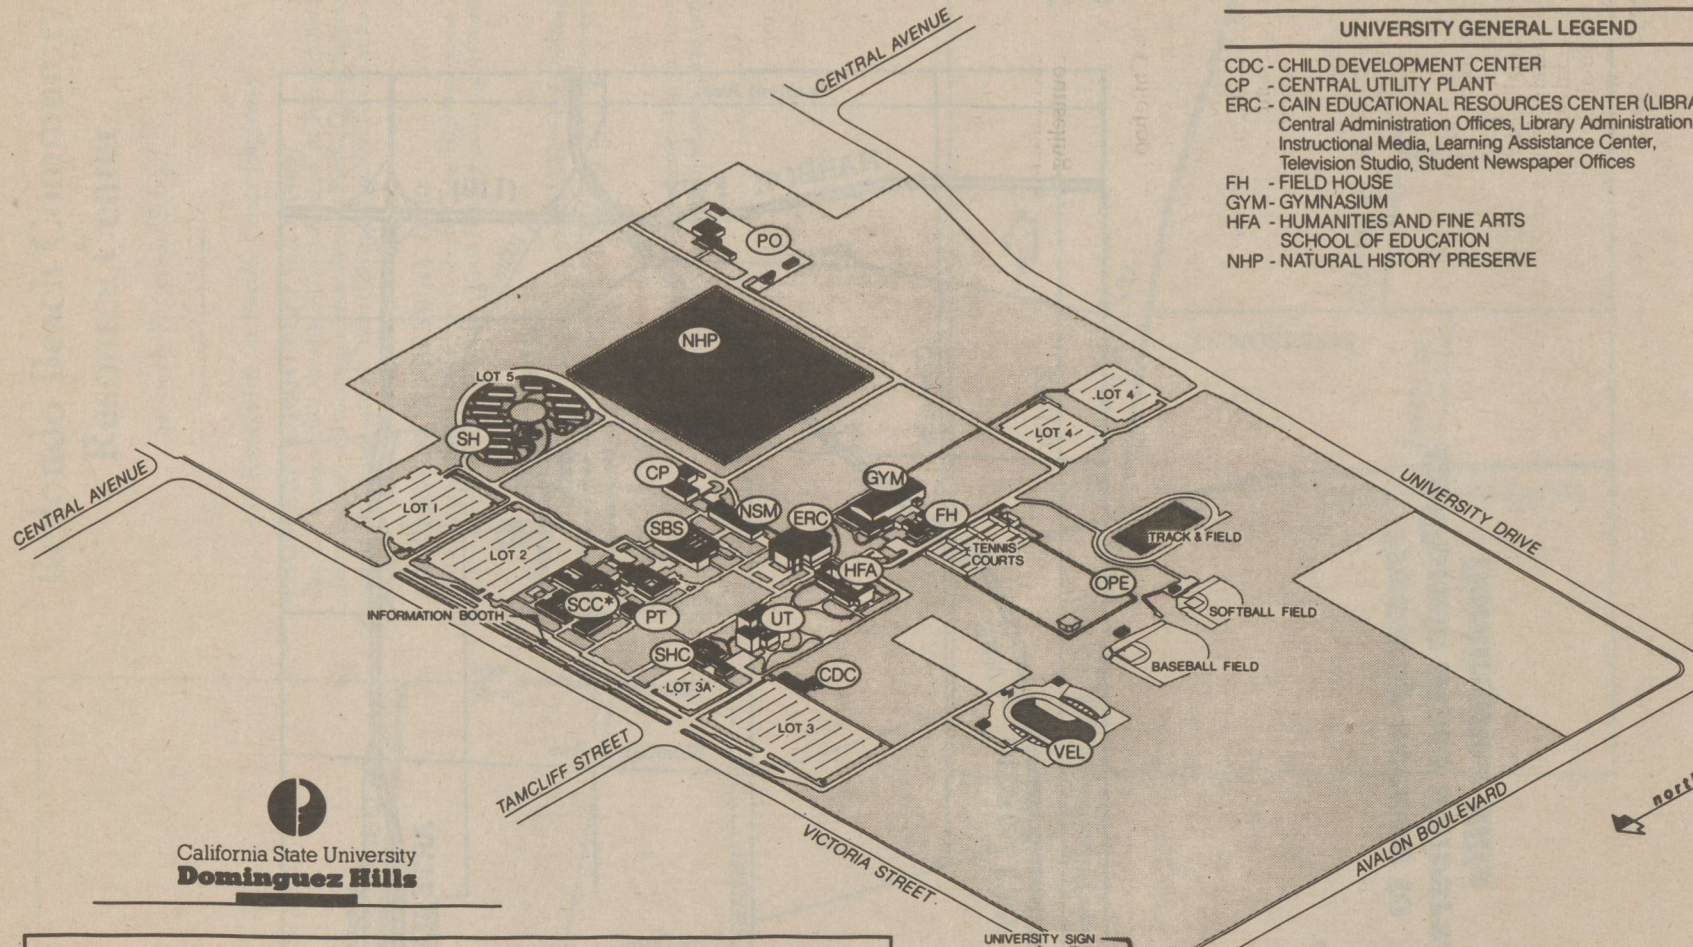 UNIVERSITY GENERAL LEGEND
CDC - CHILD DEVELOPMENT CENTER
CP - CENTRAL UTILITY PLANT
ERC - CAIN EDUCATIONAL RESOURCES CENTER
Central Administration Offices, Library Administration
Instructional Media, Learning Assistance Center,
Television Studio, Student Newspaper Offices
FH - FIELD HOUSE
GYM - GYMNASIUM
HFA - HUMANITIES AND FINE ARTS
SCHOOL OF EDUCATION
NHP - NATURAL HISTORY PRESERVE
CENTRAL AVENUE
PO
NHP
LOT 5
LOT 4
LOT 4
SH
CP
GYM
CENTRAL AVENUE
UNIVERSITY DRIVE
LOT 1
NSM
ERC
FH
SBS
TRACK & FIELD
LOT 2
TENNIS
COURTS
HFA
OPE
SCC*
INFORMATION BOOTH
PT
UT
SOFTBALL FIELD
SHC
BASEBALL FIELD
CDC
LOT 3A
LOT 3
VEL
TAMCLIFF STREET
VICTORIA STREET
AVALON BOULEVARD
California State University
Dominguez Hills
UNIVERSITY SIGN